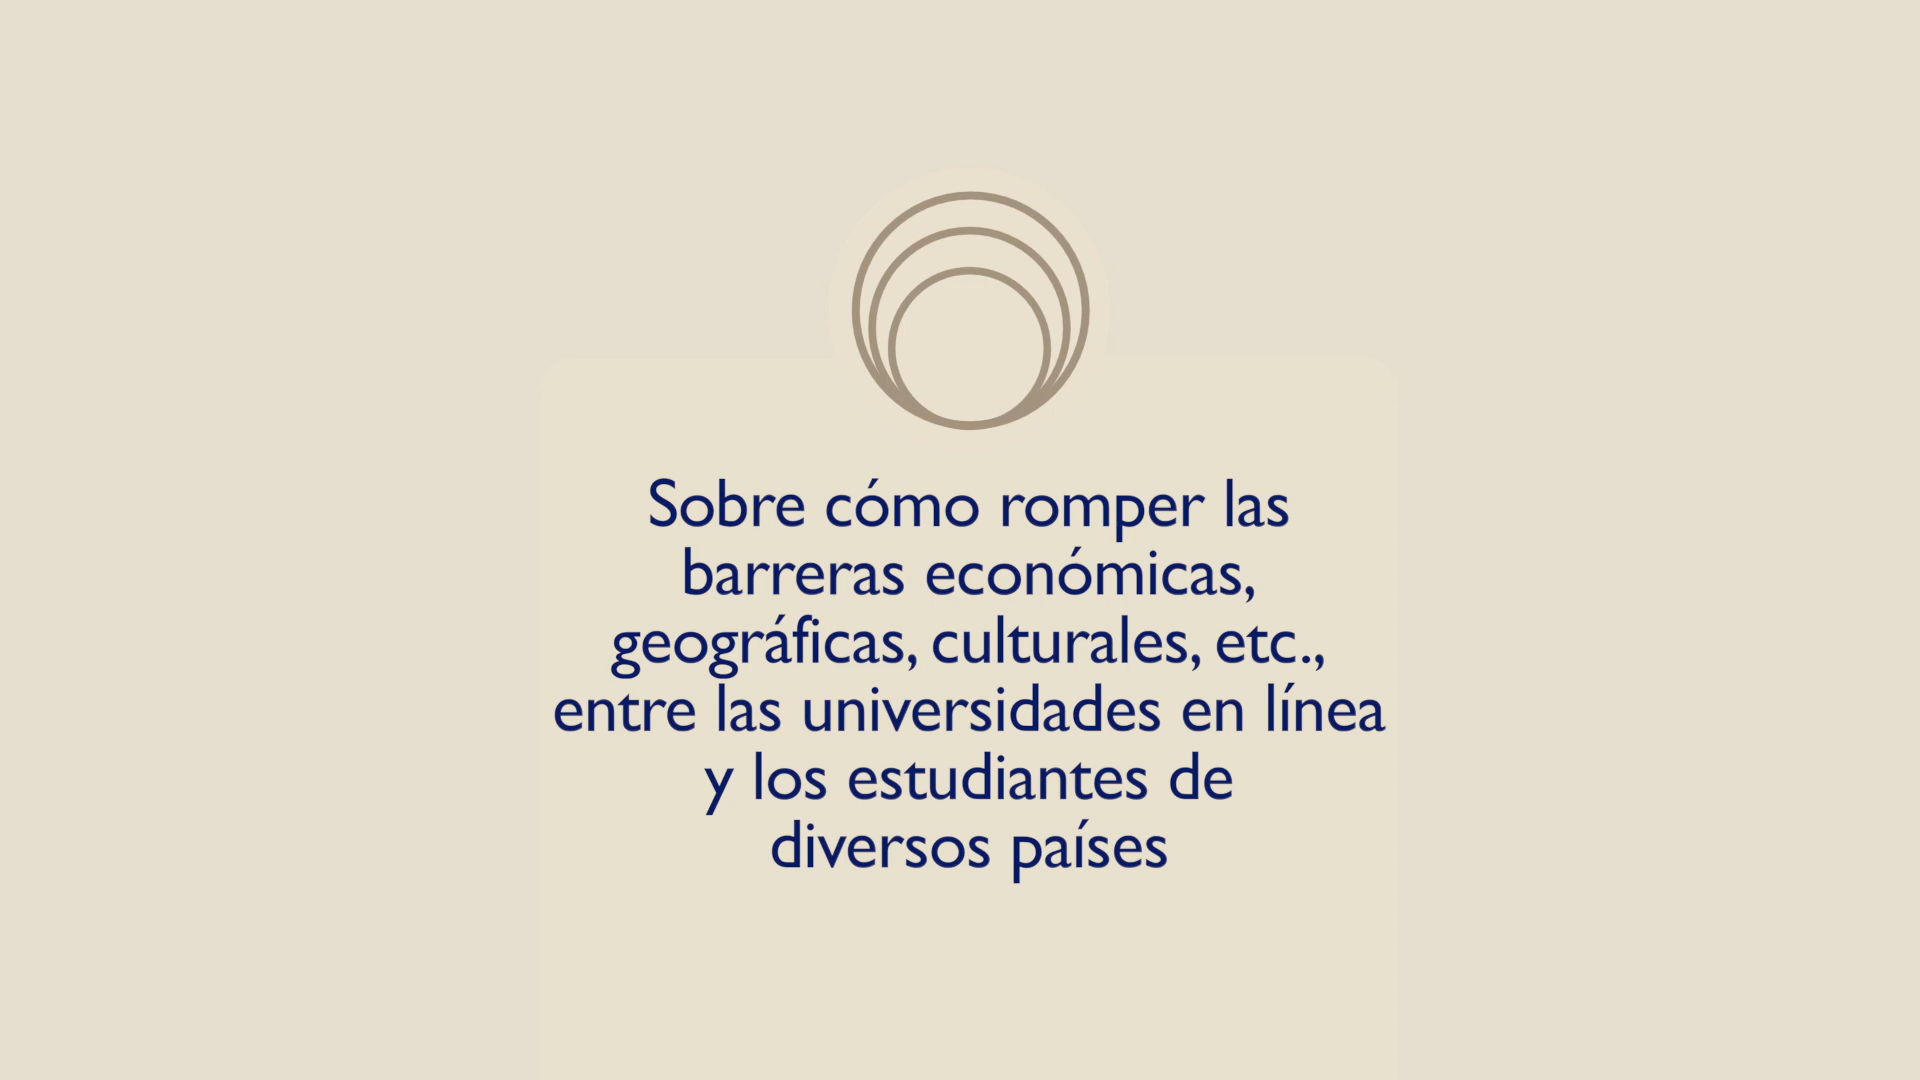 Sobre cómo romper las
barreras económicas,
geográficas, culturales, etc.,
entre las universidades en línea
y los estudiantes de
diversos países